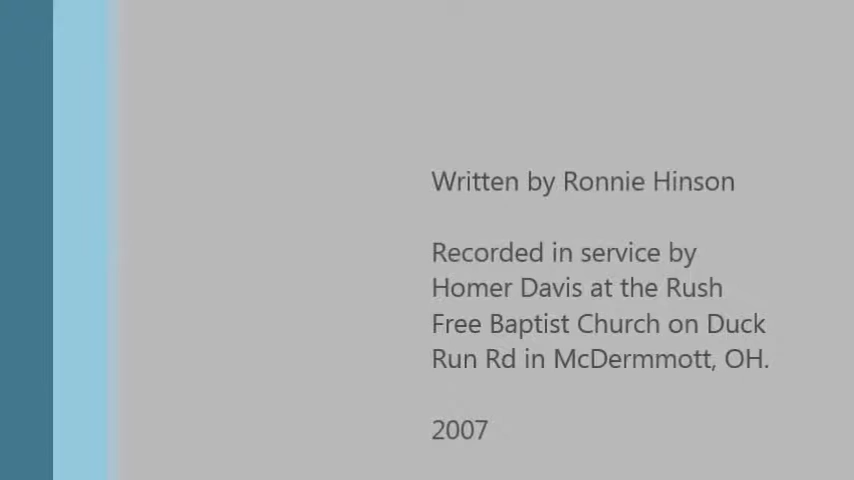 Written by Ronnie Hinson
Recorded in service by
Homer Davis at the Rush
Free Baptist Church on Duck
Run Rd in McDermmott, OH.
2007